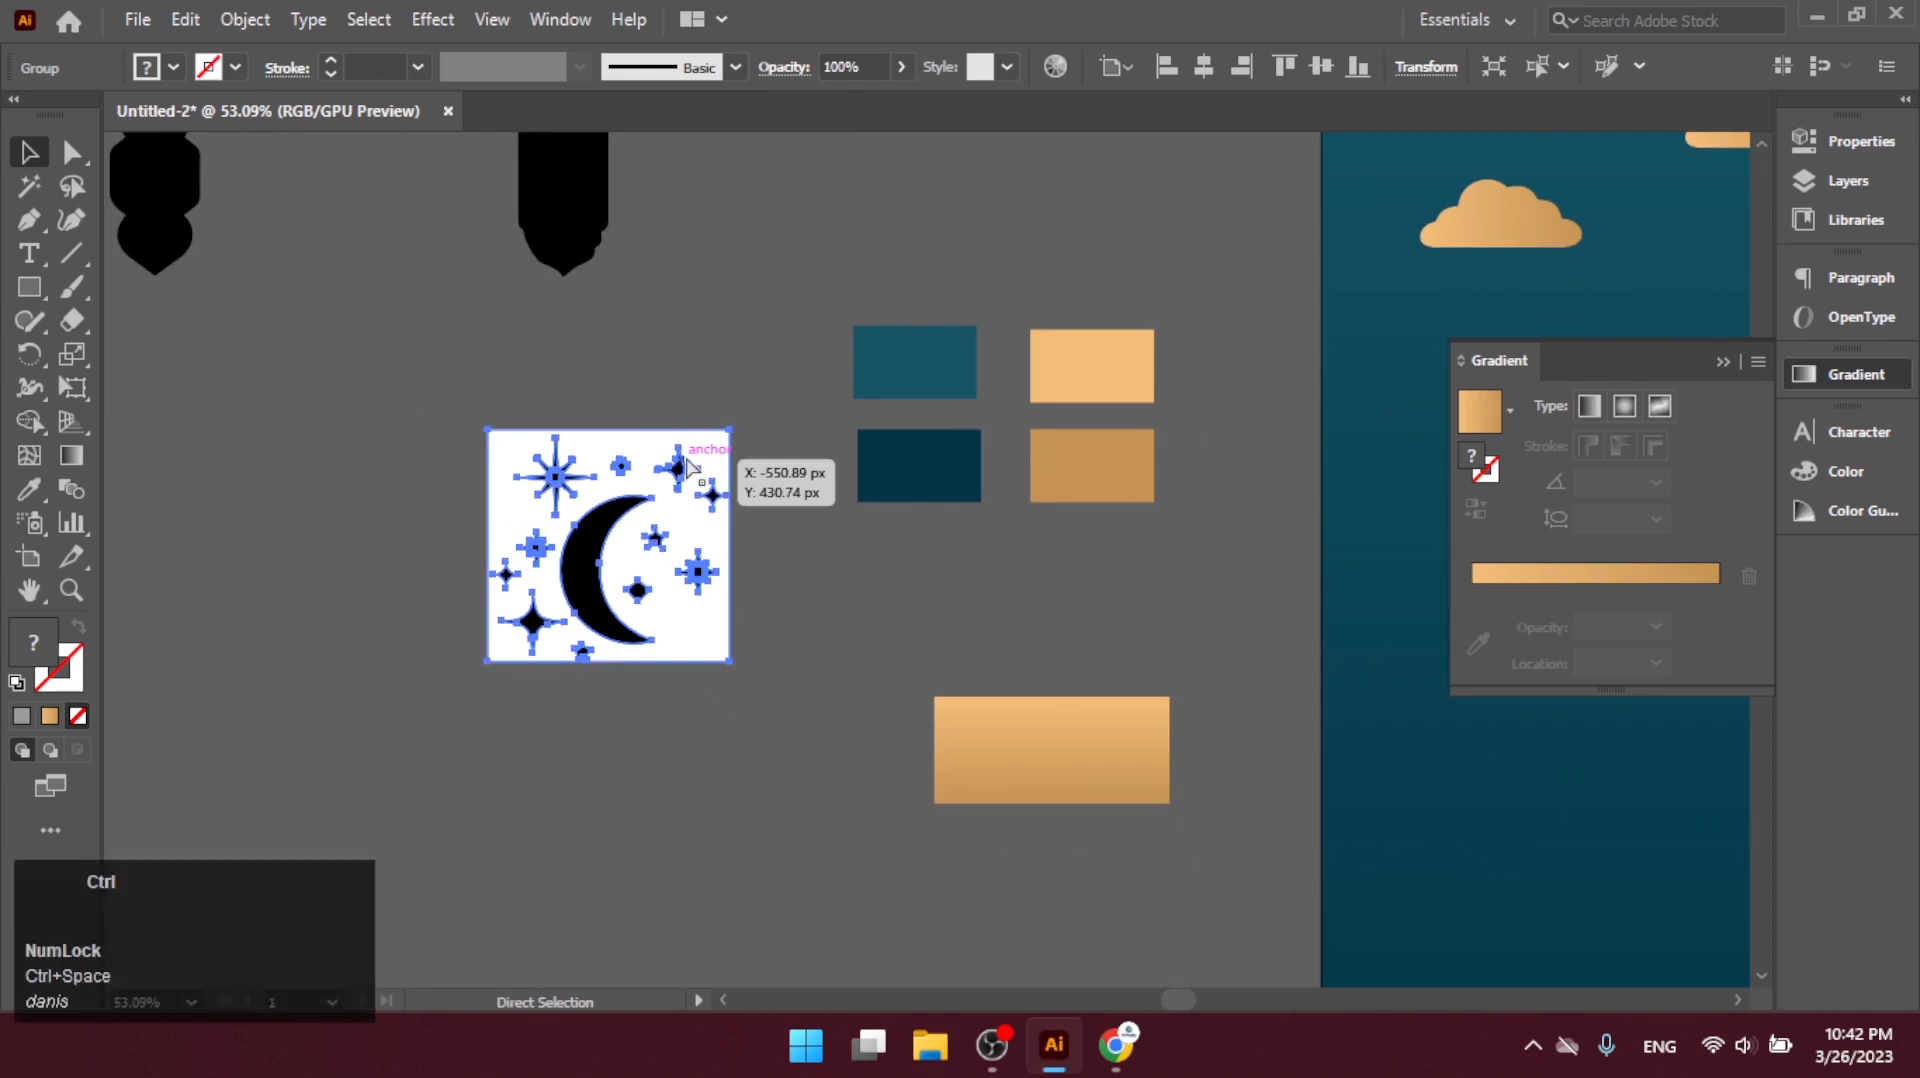 Ai File Edit Object Type Select Effect View Window Help Essentials Search Adobe Stock
Group ? Stroke: Basic Opacity: 100% Style: Transform
Untitled-2* @ 53.09% (RGB/GPU Preview)
Properties
Layers
Libraries
Paragraph
OpenType
Gradient
Character
Color
Color Gu...
Gradient
Type:
Stroke:
?
Opacity:
Location:
ancho
X: -550.89 px
Y: 430.74 px
?
Ctrl
NumLock
Ctrl+Space
danis
53.09% 1 Direct Selection
Ai
ENG
10:42 PM
3/26/2023